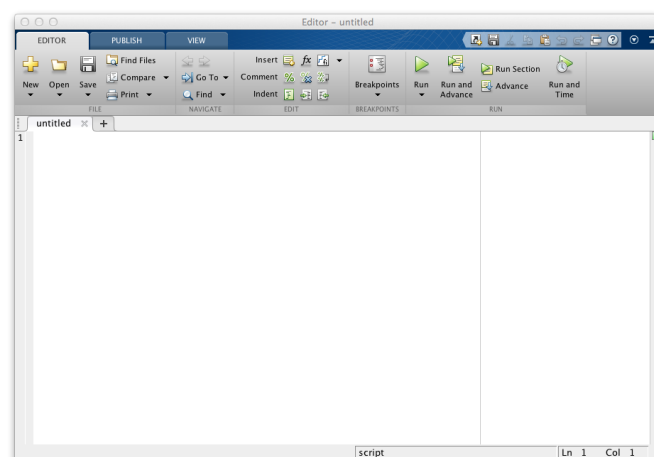 Editor – untitled
EDITOR PUBLISH VIEW
Find Files
Compare
Print
New Open Save
FILE
Go To
Find
NAVIGATE
Insert fx
Comment
Indent
EDIT
Breakpoints
BREAKPOINTS
Run
Run and
Advance
Run Section
Advance
Run and
Time
RUN
untitled
1
script Ln 1 Col 1